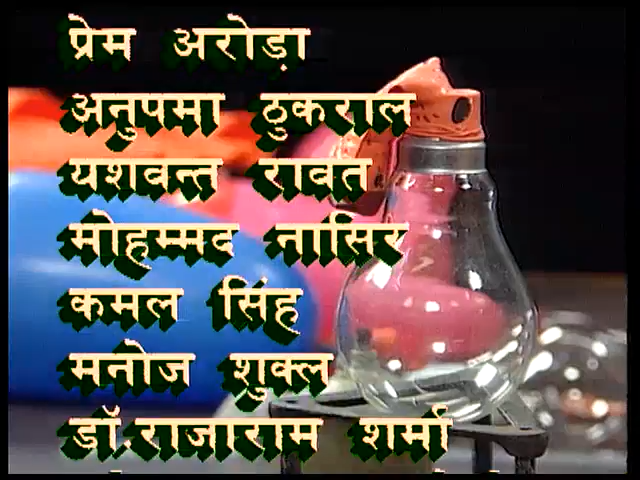 प्रेम अरोड़ा
अनुपमा ठुकराल
यशवन्त रावत
मोहम्मद नासिर
कमल सिंह
मनोज शुक्ल
डॉ.राजाराम शर्मा